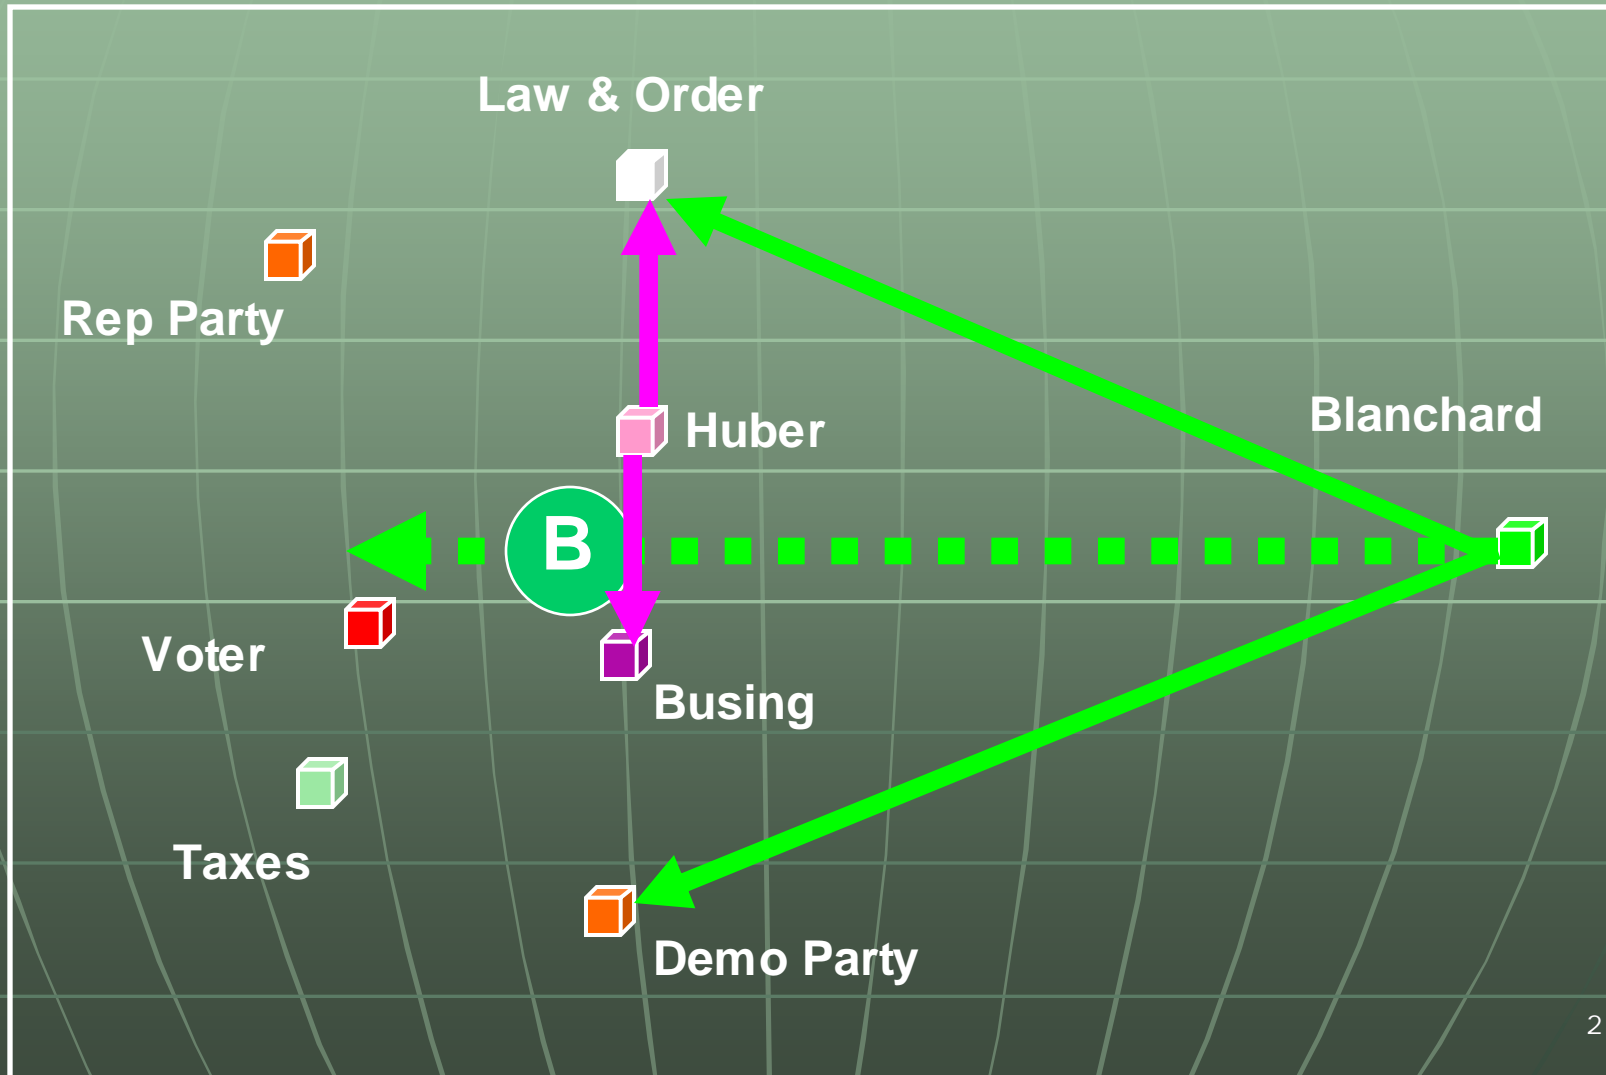 Law & Order
Rep Party
Huber
Blanchard
B
Voter
Busing
Taxes
Demo Party
2